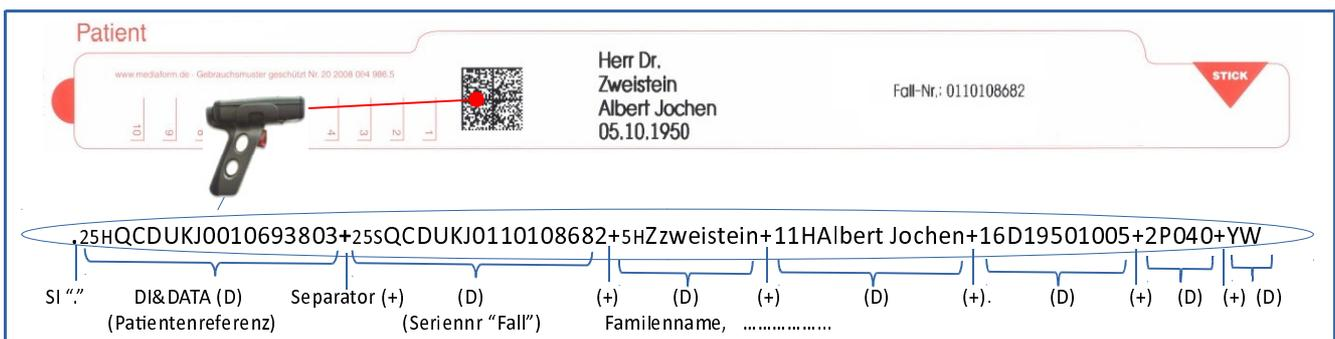 Patient
www.mediaform.de - Gebrauchsmuster geschützt Nr. 20 2008 004 986.5
STICK
Herr Dr.
Zweistein
Albert Jochen
05.10.1950
Fall-Nr.: 0110108682
10 9 4 3 2 1
.25HQCDUKJ0010693803+25SQCDUKJ0110108682+5HZzweistein+11HAlbert Jochen+16D19501005+2P040+YW
SI “.” DI&DATA (D) Separator (+) (D) (+) (D) (+) (D) (+). (D) (+) (D) (+) (D)
(Patientenreferenz) (Seriennr “Fall”) Familenname, ................